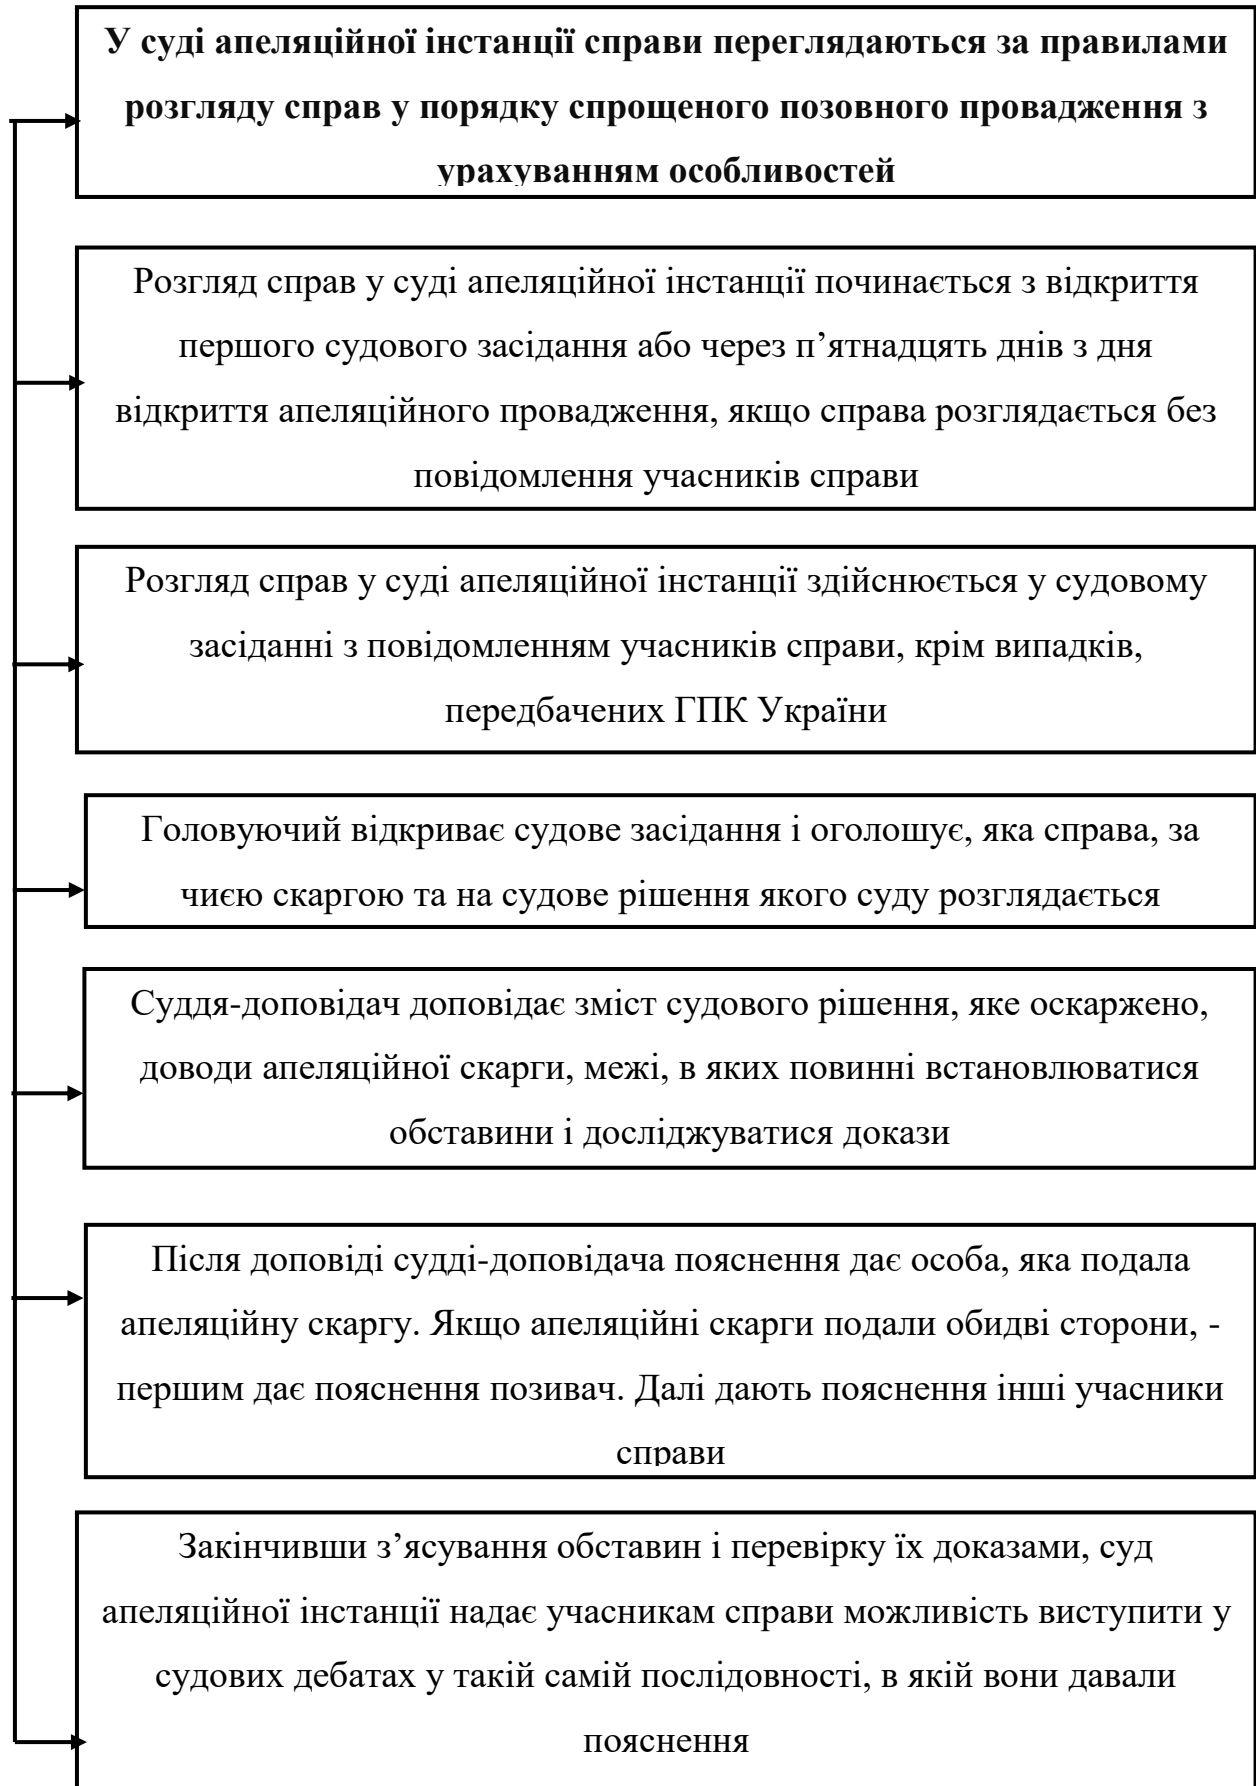 У суді апеляційної інстанції справи переглядаються за правилами
розгляду справ у порядку спрощеного позовного провадження з
урахуванням особливостей
Розгляд справ у суді апеляційної інстанції починається з відкриття
першого судового засідання або через п’ятнадцять днів з дня
відкриття апеляційного провадження, якщо справа розглядається без
повідомлення учасників справи
Розгляд справ у суді апеляційної інстанції здійснюється у судовому
засіданні з повідомленням учасників справи, крім випадків,
передбачених ГПК України
Головуючий відкриває судове засідання і оголошує, яка справа, за
чиєю скаргою та на судове рішення якого суду розглядається
Суддя-доповідач доповідає зміст судового рішення, яке оскаржено,
доводи апеляційної скарги, межі, в яких повинні встановлюватися
обставини і досліджуватися докази
Після доповіді судді-доповідача пояснення дає особа, яка подала
апеляційну скаргу. Якщо апеляційні скарги подали обидві сторони, -
першим дає пояснення позивач. Далі дають пояснення інші учасники
справи
Закінчивши з’ясування обставин і перевірку їх доказами, суд
апеляційної інстанції надає учасникам справи можливість виступити у
судових дебатах у такій самій послідовності, в якій вони давали
пояснення